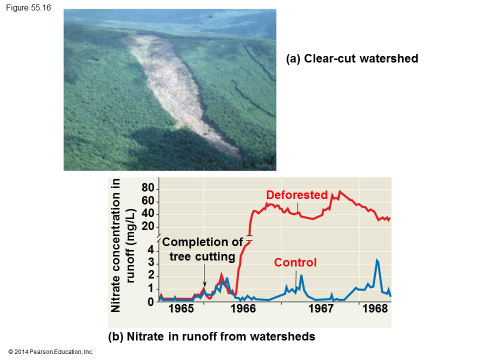 Figure 55.16
(a) Clear-cut watershed
Nitrate concentration in
runoff (mg/L)
80
60
40
20
4
3
2
1
0
Deforested
Completion of
tree cutting
Control
1965
1966
1967
1968
(b) Nitrate in runoff from watersheds
© 2014 Pearson Education, Inc.